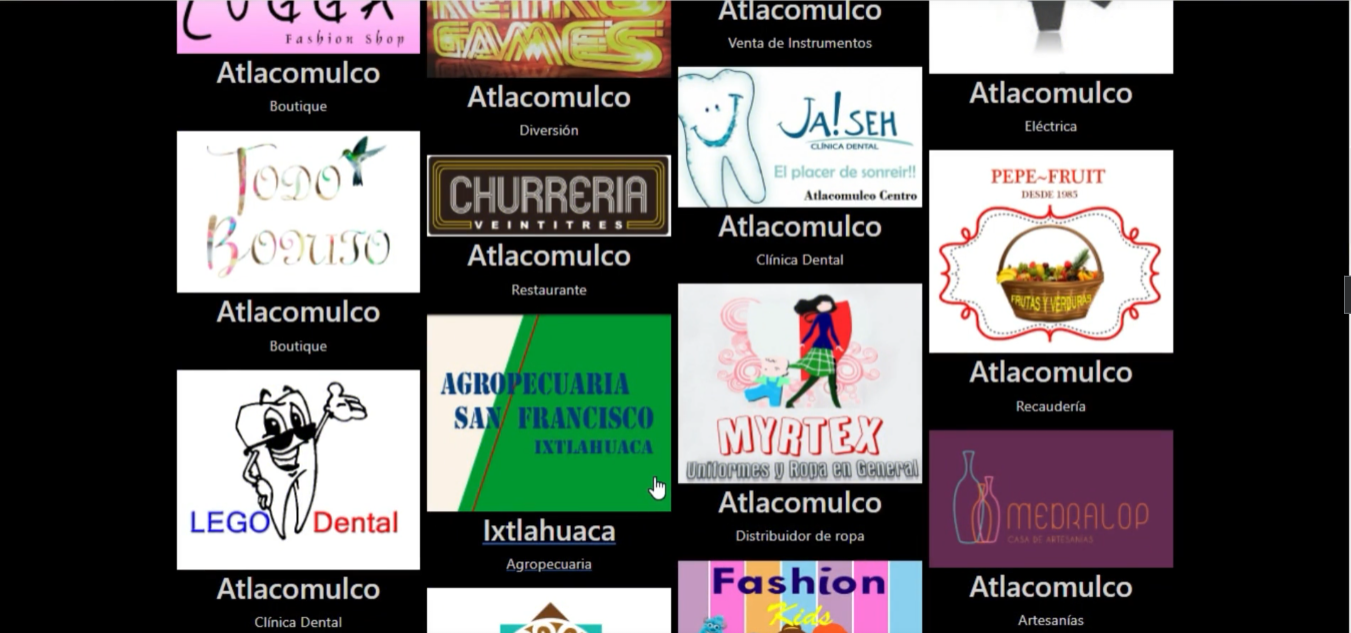 Fashion Shop
Atlacomulco
Boutique
TODO
BONITO
Atlacomulco
Boutique
LEGO Dental
Atlacomulco
Clínica Dental
GAMES
Atlacomulco
Diversión
CHURRERIA
VEINTITRES
Atlacomulco
Restaurante
AGROPECUARIA
SAN FRANCISCO
IXTLAHUACA
Ixtlahuaca
Agropecuaria
Atlacomulco
Venta de Instrumentos
JA!SEH
CLÍNICA DENTAL
El placer de sonreir!!
Atlacomulco Centro
Atlacomulco
Clínica Dental
MYRTEX
Uniformes y Ropa en General
Atlacomulco
Distribuidor de ropa
Fashion
Kids
Atlacomulco
Eléctrica
PEPE~FRUIT
DESDE 1985
FRUTAS Y VERDURAS
Atlacomulco
Recaudería
MEDRALOP
CASA DE ARTESANÍAS
Atlacomulco
Artesanías